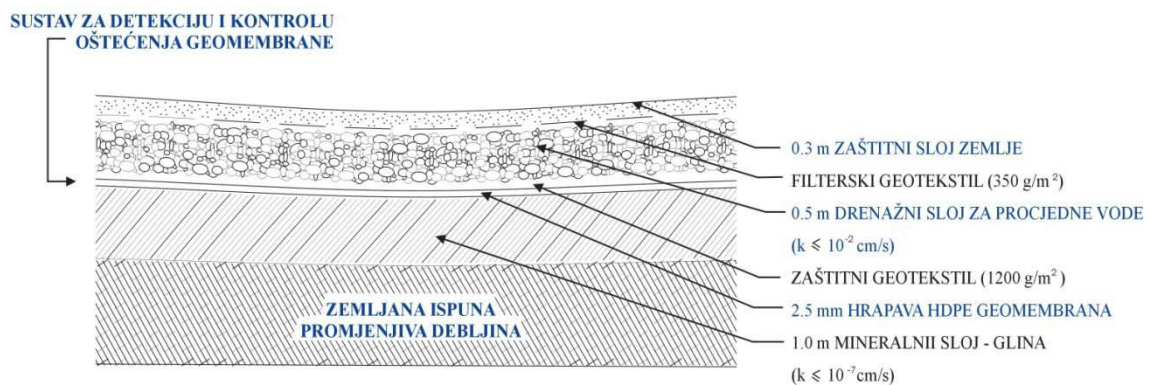 SUSTAV ZA DETEKCIJU I KONTROLU
OŠTEĆENJA GEOMEMBRANE
0.3 m ZAŠTITNI SLOJ ZEMLJE
FILTERSKI GEOTEKSTIL (350 g/m²)
0.5 m DRENAŽNI SLOJ ZA PROCJEDNE VODE
(k ⩽ 10⁻² cm/s)
ZAŠTITNI GEOTEKSTIL (1200 g/m²)
2.5 mm HRAPAVA HDPE GEOMEMBRANA
1.0 m MINERALNII SLOJ - GLINA
(k ⩽ 10⁻⁷cm/s)
ZEMLJANA ISPUNA
PROMJENJIVA DEBLJINA